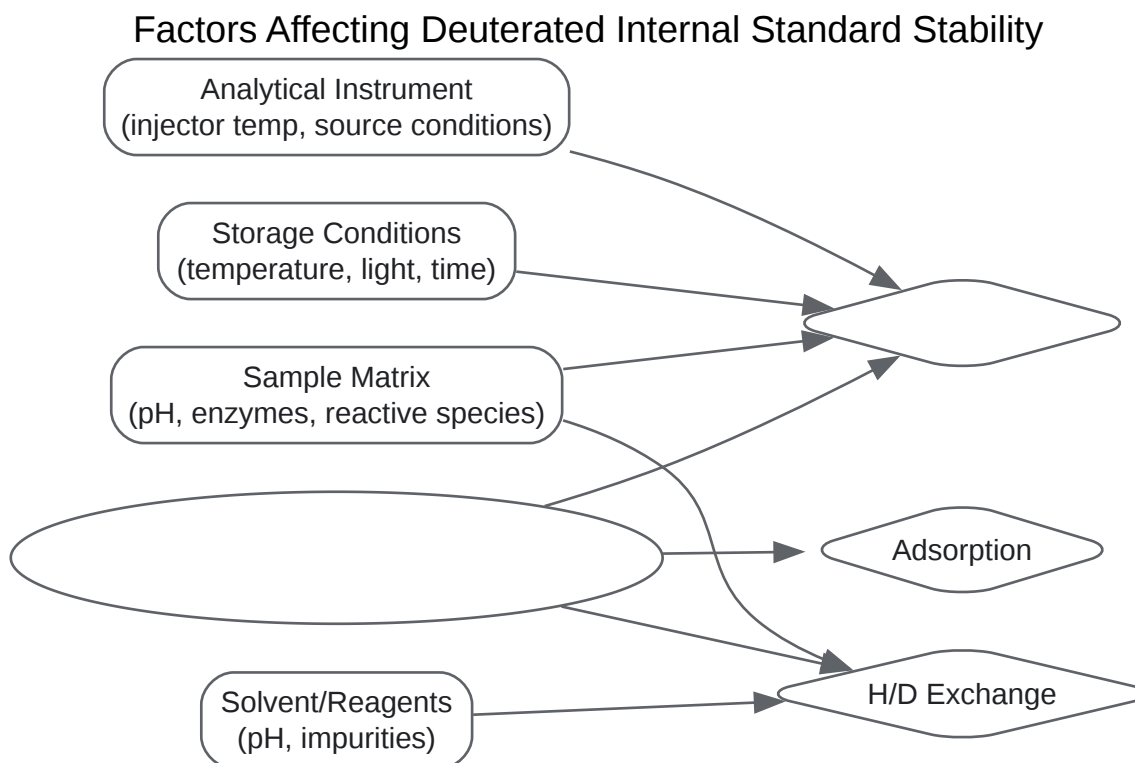 Factors Affecting Deuterated Internal Standard Stability
Analytical Instrument
(injector temp, source conditions)
Storage Conditions
(temperature, light, time)
Sample Matrix
(pH, enzymes, reactive species)
Adsorption
Solvent/Reagents
(pH, impurities)
H/D Exchange